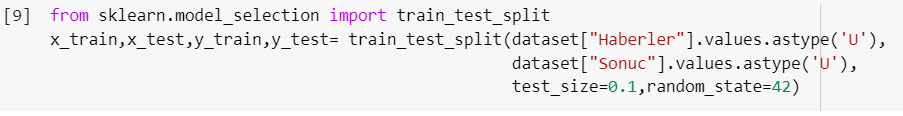 [9] from sklearn.model_selection import train_test_split
x_train,x_test,y_train,y_test= train_test_split(dataset["Haberler"].values.astype('U'),
dataset["Sonuc"].values.astype('U'),
test_size=0.1,random_state=42)